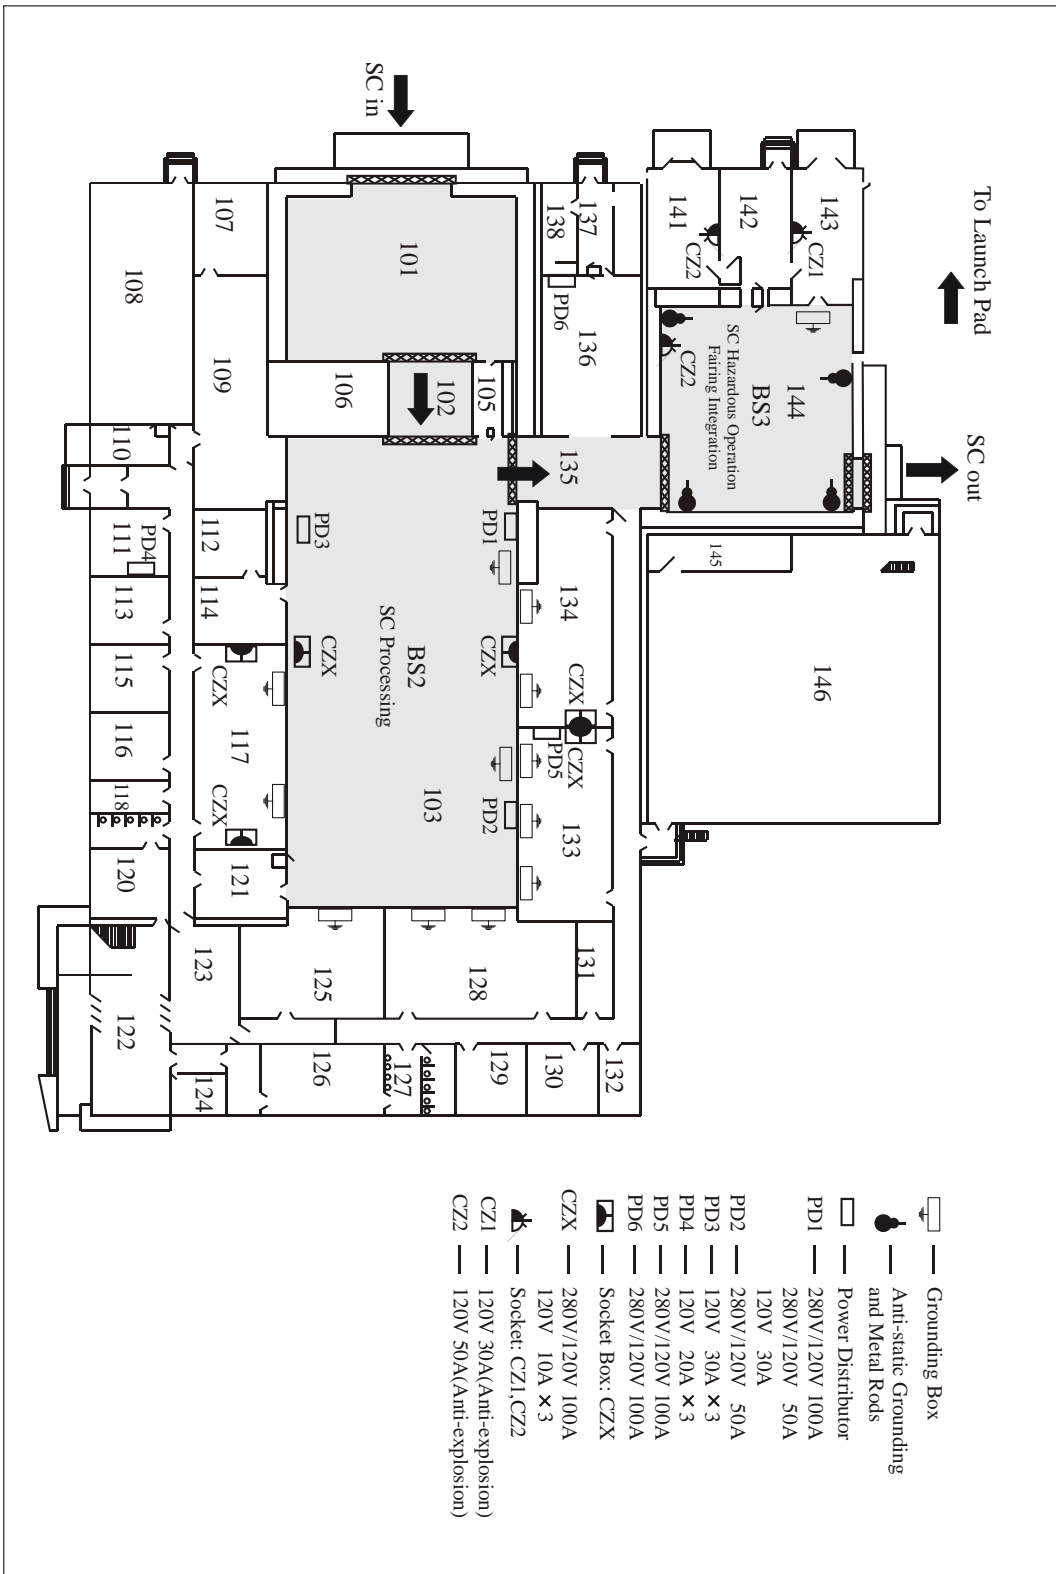 To Launch Pad
SC out
SC in
143
CZ1
142
141
CZ2
144
BS3
SC Hazardous Operation
Fairing Integration
CZ2
145
146
137
138
136
PD6
135
101
102
105
106
107
108
109
110
PD4
111
112
113
114
115
116
117
118
CZX
CZX
PD1
PD3
CZX
CZX
BS2
SC Processing
103
PD2
134
CZX
CZX
PD5
133
120
121
122
123
124
125
126
127
128
129
130
131
132
Grounding Box
Anti-static Grounding
and Metal Rods
Power Distributor
PD1 280V/120V 100A
280V/120V 50A
120V 30A
PD2 280V/120V 50A
PD3 120V 30A ×3
PD4 120V 20A ×3
PD5 280V/120V 100A
PD6 280V/120V 100A
Socket Box: CZX
CZX 280V/120V 100A
120V 10A ×3
Socket: CZ1,CZ2
CZ1 120V 30A(Anti-explosion)
CZ2 120V 50A(Anti-explosion)